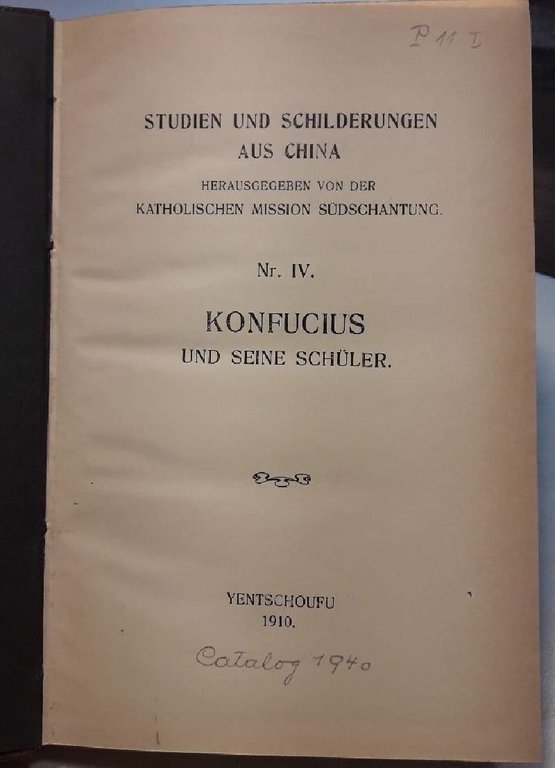 P 11 I
STUDIEN UND SCHILDERUNGEN
AUS CHINA
HERAUSGEGEBEN VON DER
KATHOLISCHEN MISSION SÜDSCHANTUNG.
Nr. IV.
KONFUCIUS
UND SEINE SCHÜLER.
YENTSCHOUFU
1910.
Catalog 1940